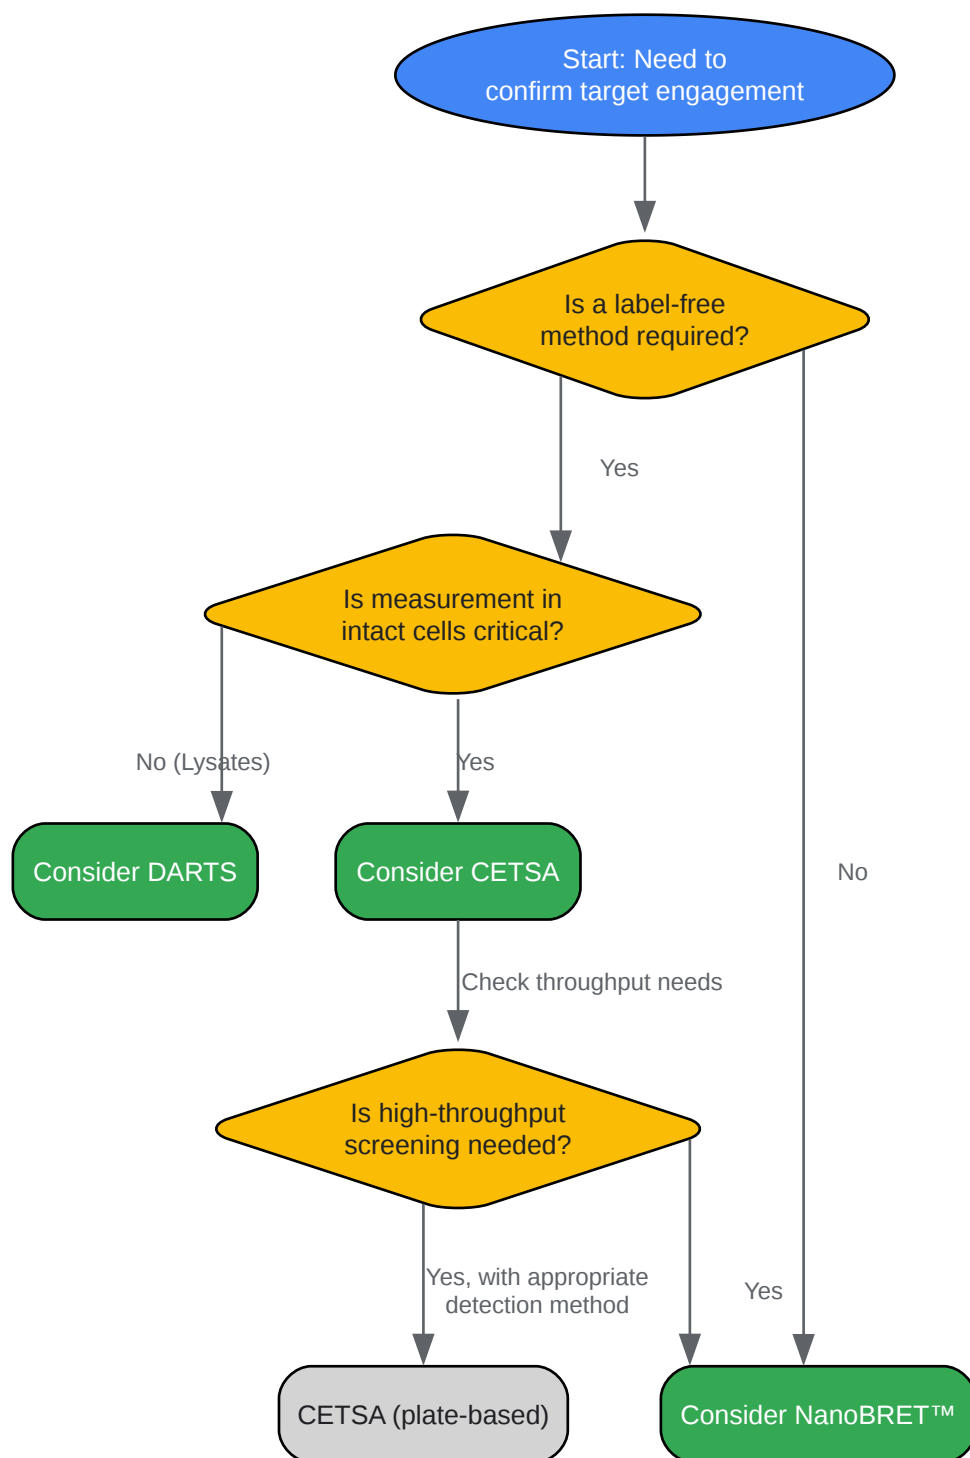 Start: Need to
confirm target engagement
Is a label-free
method required?
Yes
Is measurement in
intact cells critical?
No (Lysates)
Yes
Consider DARTS
Consider CETSA
No
Check throughput needs
Is high-throughput
screening needed?
Yes, with appropriate
detection method
Yes
CETSA (plate-based)
Consider NanoBRET™